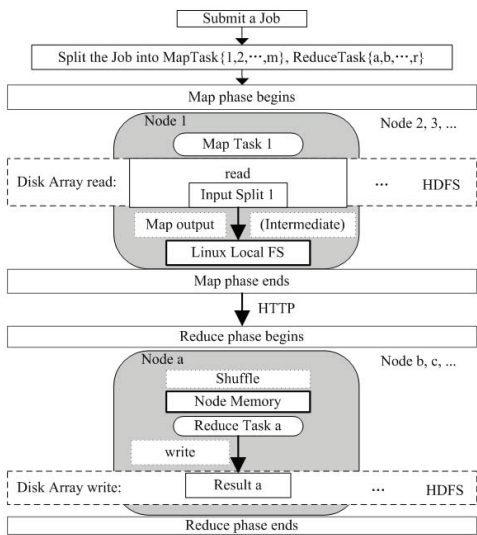 Submit a Job
Split the Job into MapTask{1,2,⋯,m}, ReduceTask{a,b,⋯,r}
Map phase begins
Node 1
Node 2, 3, ...
Map Task 1
Disk Array read:
read
Input Split 1
... HDFS
Map output
(Intermediate)
Linux Local FS
Map phase ends
HTTP
Reduce phase begins
Node a
Node b, c, ...
Shuffle
Node Memory
Reduce Task a
write
Disk Array write:
Result a
... HDFS
Reduce phase ends